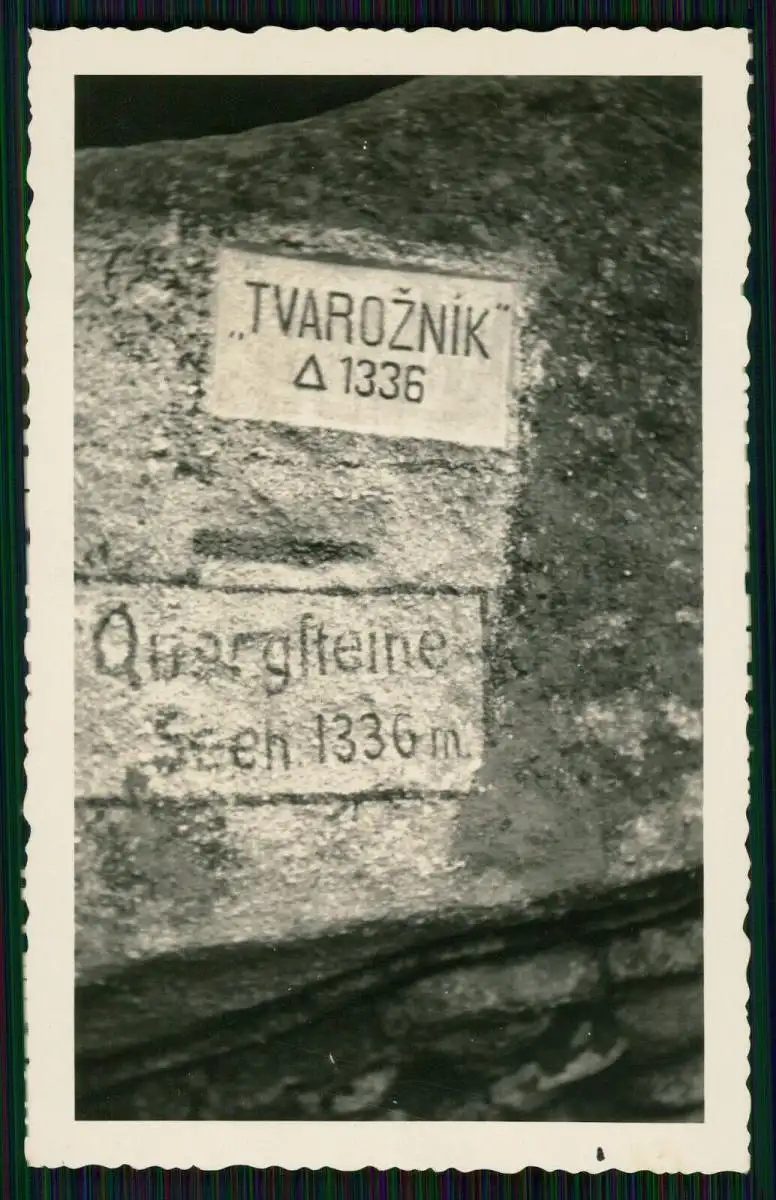 „TVAROŽNÍK"
△ 1336
Quargsteine
Seeh. 1336 m.